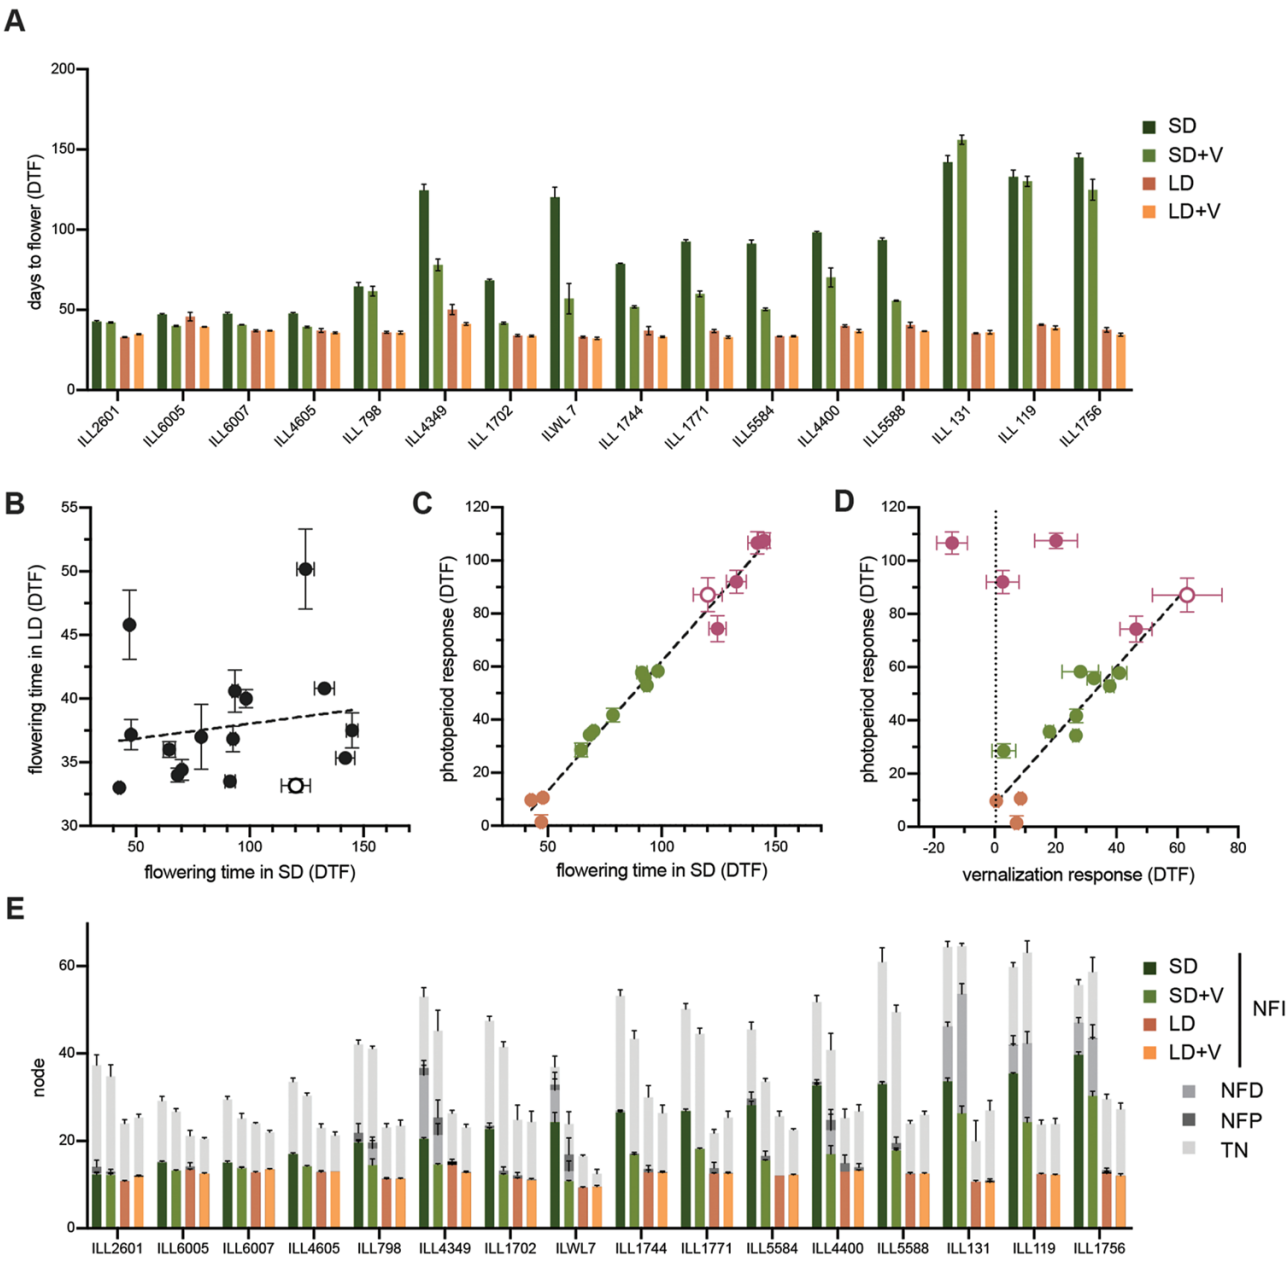 A
200
150
100
50
0
days to flower (DTF)
SD
SD+V
LD
LD+V
ILL2601
ILL6005
ILL6007
ILL4605
ILL 798
ILL4349
ILL 1702
ILWL 7
ILL 1744
ILL 1771
ILL5584
ILL4400
ILL5588
ILL 131
ILL 119
ILL1756
B
55
50
45
40
35
30
flowering time in LD (DTF)
50
100
150
flowering time in SD (DTF)
C
120
100
80
60
40
20
0
photoperiod response (DTF)
50
100
150
flowering time in SD (DTF)
D
120
100
80
60
40
20
0
photoperiod response (DTF)
-20
0
20
40
60
80
vernalization response (DTF)
E
60
40
20
0
node
SD
SD+V
LD
LD+V
NFI
NFD
NFP
TN
ILL2601
ILL6005
ILL6007
ILL4605
ILL798
ILL4349
ILL1702
ILWL7
ILL1744
ILL1771
ILL5584
ILL4400
ILL5588
ILL131
ILL119
ILL1756